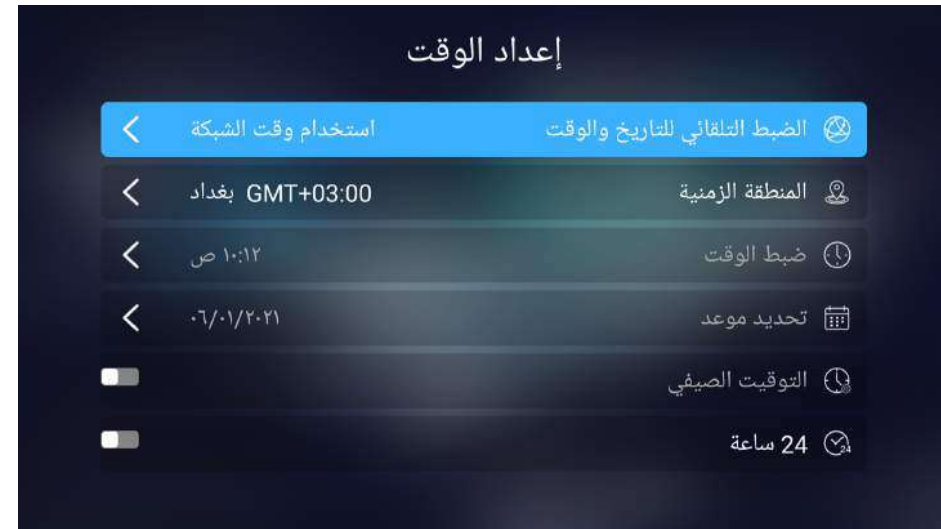 إعداد الوقت
الضبط التلقائي للتاريخ والوقت استخدام وقت الشبكة
المنطقة الزمنية GMT+03:00 بغداد
ضبط الوقت ١٠:١٢ ص
تحديد موعد ٠٦/٠١/٢٠٢١
التوقيت الصيفي
24 ساعة
24